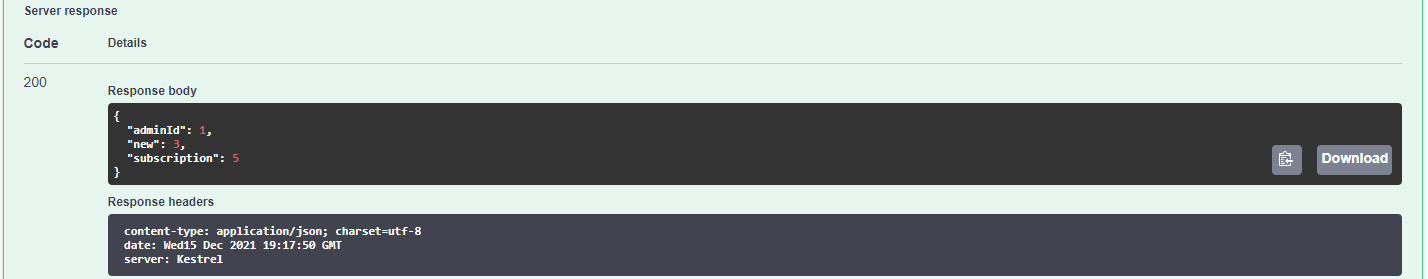 Server response
Code Details
200
Response body
{
  "adminId": 1,
  "new": 3,
  "subscription": 5
}
Download
Response headers
content-type: application/json; charset=utf-8
date: Wed15 Dec 2021 19:17:50 GMT
server: Kestrel